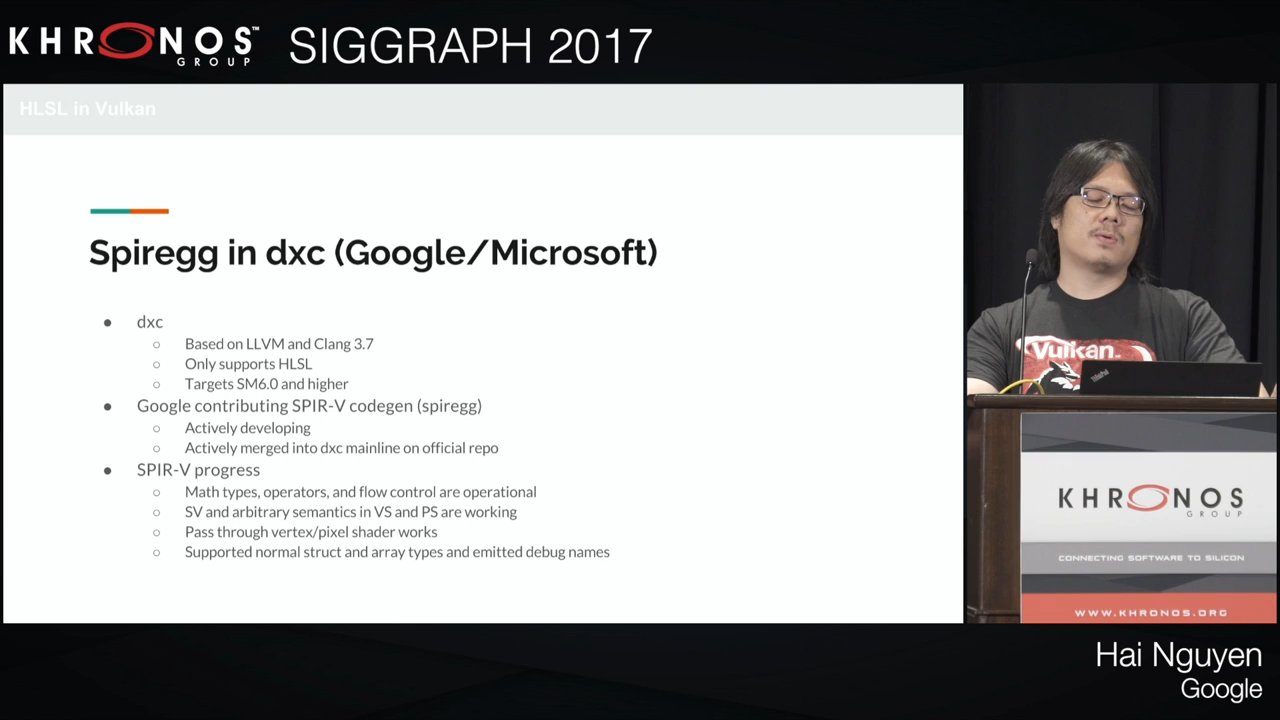 KHRONOS™ GROUP SIGGRAPH 2017
HLSL in Vulkan
Spiregg in dxc (Google/Microsoft)
● dxc
○ Based on LLVM and Clang 3.7
○ Only supports HLSL
○ Targets SM6.0 and higher
● Google contributing SPIR-V codegen (spiregg)
○ Actively developing
○ Actively merged into dxc mainline on official repo
● SPIR-V progress
○ Math types, operators, and flow control are operational
○ SV and arbitrary semantics in VS and PS are working
○ Pass through vertex/pixel shader works
○ Supported normal struct and array types and emitted debug names
Vulkan™
ThinkPad
KHRONOS
GROUP
CONNECTING SOFTWARE TO SILICON
WWW.KHRONOS.ORG
Hai Nguyen
Google